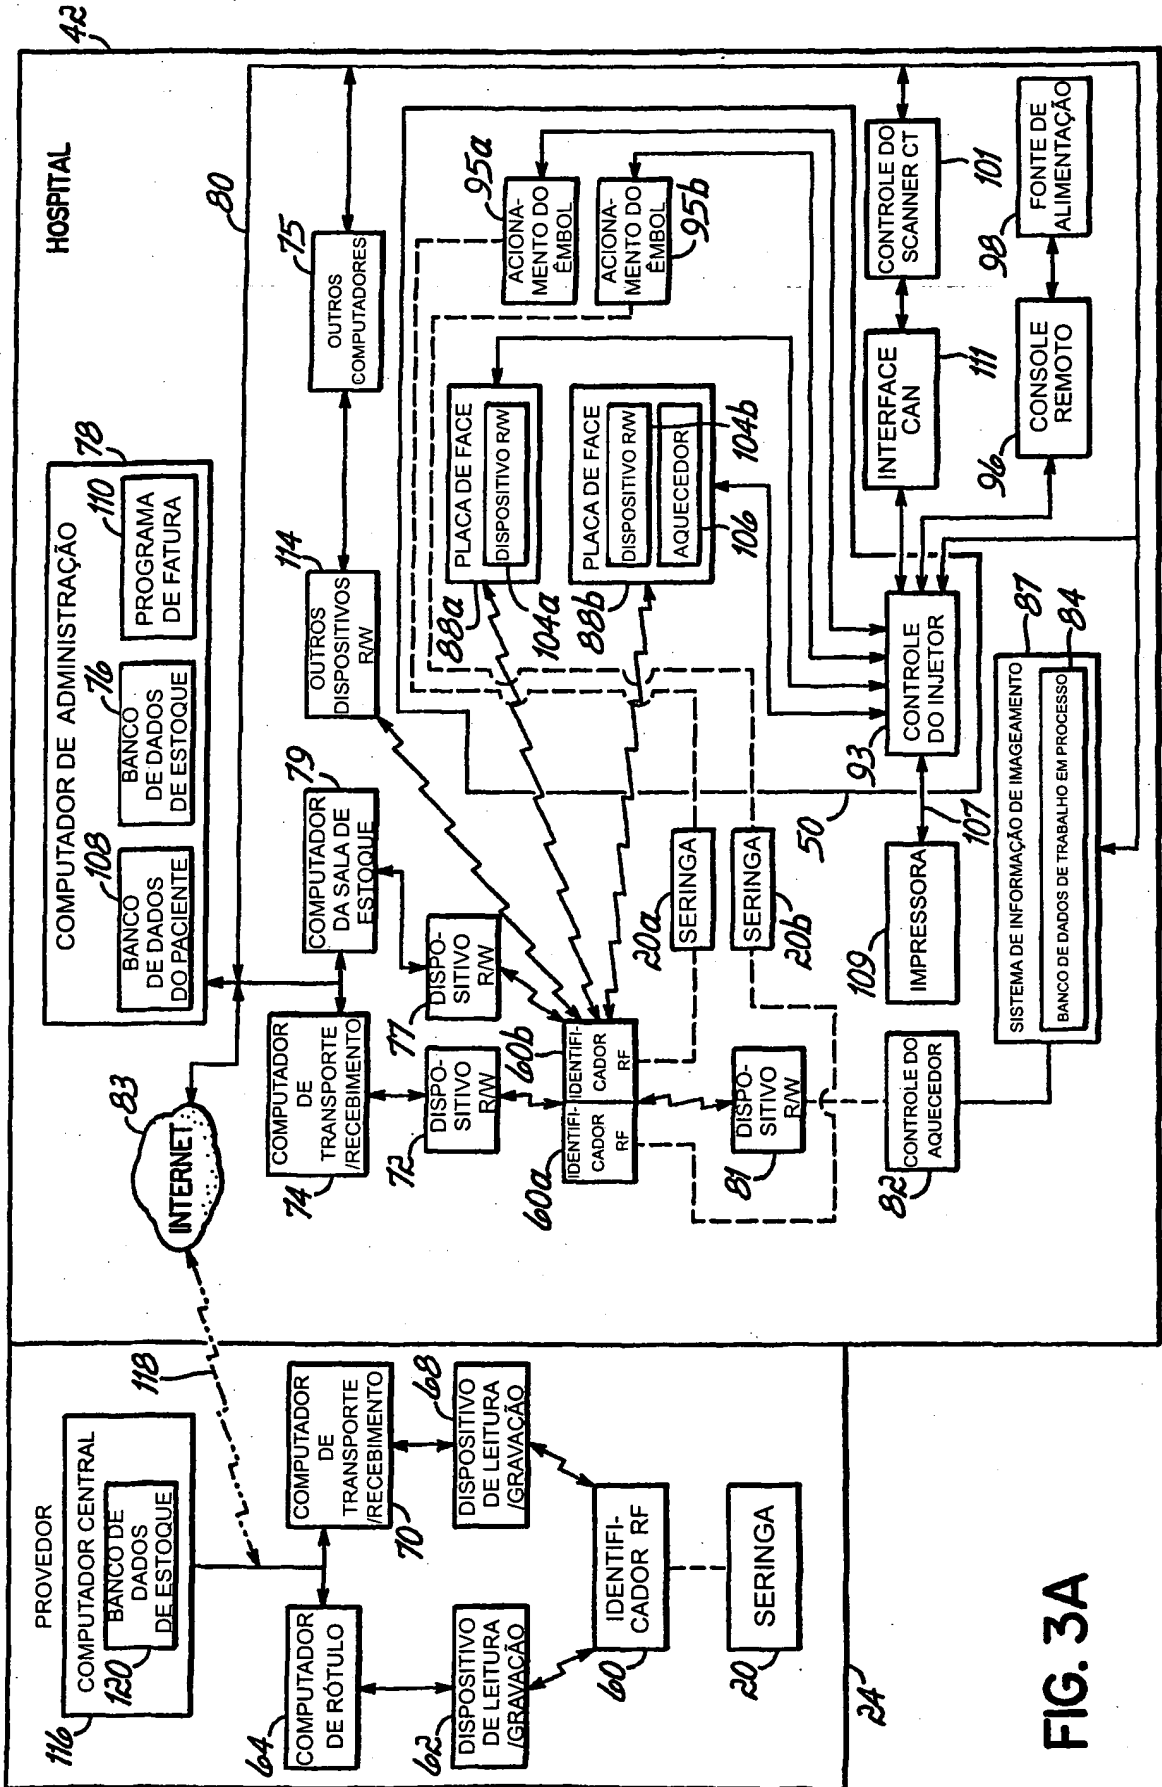 PROVEDOR
116
COMPUTADOR CENTRAL
120
BANCO DE
DADOS
DE ESTOQUE
118
64
COMPUTADOR
DE RÓTULO
COMPUTADOR
DE
TRANSPORTE
/RECEBIMENTO
70
62
DISPOSITIVO
DE LEITURA
/GRAVAÇÃO
DISPOSITIVO
DE LEITURA
/GRAVAÇÃO
68
IDENTIFI-
CADOR RF
60
SERINGA
20
24
FIG. 3A
HOSPITAL
42
83
INTERNET
80
COMPUTADOR DE ADMINISTRAÇÃO
78
108
BANCO
DE DADOS
DO PACIENTE
76
BANCO
DE DADOS
DE ESTOQUE
110
PROGRAMA
DE FATURA
COMPUTADOR
DE
TRANSPORTE
/RECEBIMENTO
74
79
COMPUTADOR
DA SALA DE
ESTOQUE
114
OUTROS
DISPOSITIVOS
R/W
75
OUTROS
COMPUTADORES
72
DISPO-
SITIVO
R/W
77
DISPO-
SITIVO
R/W
60a
IDENTIFI-
CADOR
RF
60b
IDENTIFI-
CADOR
RF
88a
PLACA DE FACE
DISPOSITIVO R/W
104a
88b
PLACA DE FACE
DISPOSITIVO R/W
104b
AQUECEDOR
106
95a
ACIONA-
MENTO DO
ÊMBOL
ACIONA-
MENTO DO
ÊMBOL
95b
20a
SERINGA
SERINGA
20b
81
DISPO-
SITIVO
R/W
50
82
CONTROLE DO
AQUECEDOR
109
IMPRESSORA
107
93
CONTROLE
DO INJETOR
INTERFACE
CAN
111
CONTROLE DO
SCANNER CT
101
96
CONSOLE
REMOTO
98
FONTE DE
ALIMENTAÇÃO
87
SISTEMA DE INFORMAÇÃO DE IMAGEAMENTO
84
BANCO DE DADOS DE TRABALHO EM PROCESSO